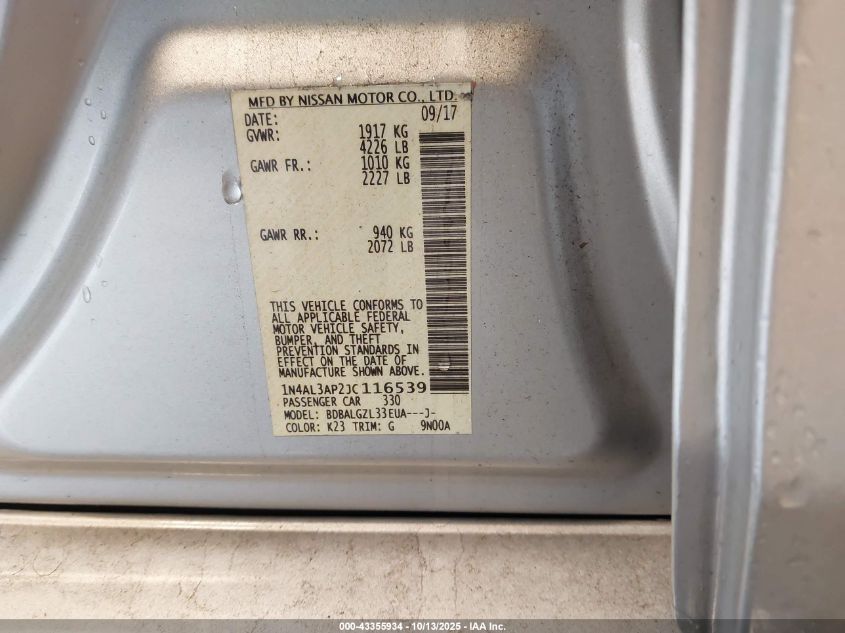 MFD BY NISSAN MOTOR CO., LTD.
DATE: 09/17
GVWR: 1917 KG
4226 LB
GAWR FR.: 1010 KG
2227 LB
GAWR RR.: 940 KG
2072 LB
THIS VEHICLE CONFORMS TO
ALL APPLICABLE FEDERAL
MOTOR VEHICLE SAFETY,
BUMPER, AND THEFT
PREVENTION STANDARDS IN
EFFECT ON THE DATE OF
MANUFACTURE SHOWN ABOVE.
1N4AL3AP2JC116539
PASSENGER CAR 330
MODEL: BDBALGZL33EUA---J-
COLOR: K23 TRIM: G 9N00A
000-43355934 - 10/13/2025 - IAA Inc.